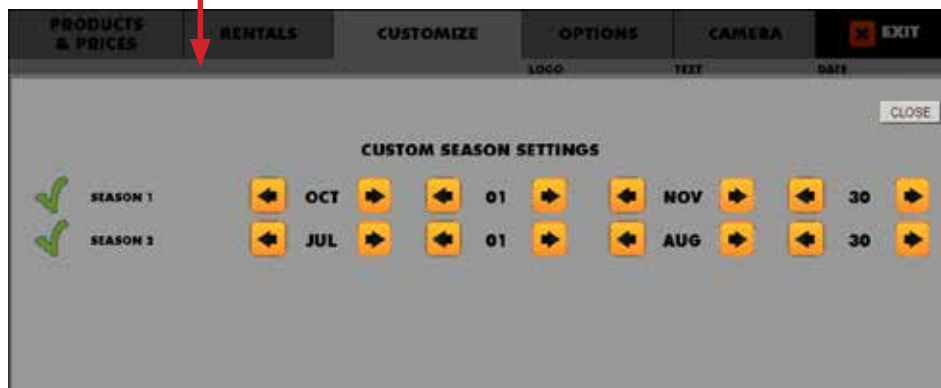 PRODUCTS & PRICES RENTALS CUSTOMIZE OPTIONS CAMERA X EXIT
LOGO TEXT DATE
CLOSE
CUSTOM SEASON SETTINGS
SEASON 1 OCT 01 NOV 30
SEASON 2 JUL 01 AUG 30